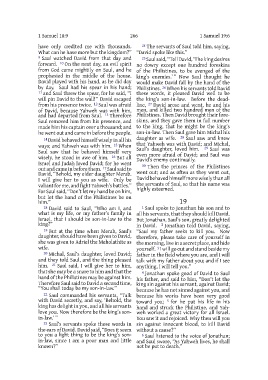 1 Samuel
1 Samuel
have only credited me with thousands.
What can he have more but the kingdom?"
⁹ Saul watched David from that day and
forward. ¹⁰ On the next day, an evil spirit
from God came mightily on Saul, and he
prophesied in the middle of the house.
David played with his hand, as he did day
by day. Saul had his spear in his hand;
¹¹ and Saul threw the spear, for he said, "I
will pin David to the wall!" David escaped
from his presence twice. ¹² Saul was afraid
of David, because Yahweh was with him,
and had departed from Saul. ¹³ Therefore
Saul removed him from his presence, and
made him his captain over a thousand; and
he went out and came in before the people.
¹⁴ David behaved himself wisely in all his
ways; and Yahweh was with him. ¹⁵ When
Saul saw that he behaved himself very
wisely, he stood in awe of him. ¹⁶ But all
Israel and Judah loved David; for he went
out and came in before them. ¹⁷ Saul said to
David, "Behold, my elder daughter Merab,
I will give her to you as wife. Only be
valiant for me, and fight Yahweh's battles."
For Saul said, "Don't let my hand be on him,
but let the hand of the Philistines be on
him."
¹⁸ David said to Saul, "Who am I, and
what is my life, or my father's family in
Israel, that I should be son-in-law to the
king?"
¹⁹ But at the time when Merab, Saul's
daughter, should have been given to David,
she was given to Adriel the Meholathite as
wife.
²⁰ Michal, Saul's daughter, loved David;
and they told Saul, and the thing pleased
him. ²¹ Saul said, I will give her to him,
that she may be a snare to him and that the
hand of the Philistines may be against him.
Therefore Saul said to David a second time,
"You shall today be my son-in-law."
²² Saul commanded his servants, "Talk
with David secretly, and say, 'Behold, the
king has delight in you, and all his servants
love you. Now therefore be the king's son-
in-law.'"
²³ Saul's servants spoke those words in
the ears of David. David said, "Does it seem
to you a light thing to be the king's son-
in-law, since I am a poor man and little
known?"
²⁴ The servants of Saul told him, saying,
"David spoke like this."
²⁵ Saul said, "Tell David, 'The king desires
no dowry except one hundred foreskins
of the Philistines, to be avenged of the
king's enemies.'" Now Saul thought he
would make David fall by the hand of the
Philistines. ²⁶ When his servants told David
these words, it pleased David well to be
the king's son-in-law. Before the dead-
line, ²⁷ David arose and went, he and his
men, and killed two hundred men of the
Philistines. Then David brought their fore-
skins, and they gave them in full number
to the king, that he might be the king's
son-in-law. Then Saul gave him Michal his
daughter as wife. ²⁸ Saul saw and knew
that Yahweh was with David; and Michal,
Saul's daughter, loved him. ²⁹ Saul was
even more afraid of David; and Saul was
David's enemy continually.
³⁰ Then the princes of the Philistines
went out; and as often as they went out,
David behaved himself more wisely than all
the servants of Saul, so that his name was
highly esteemed.
19
¹ Saul spoke to Jonathan his son and to
all his servants, that they should kill David.
But Jonathan, Saul's son, greatly delighted
in David. ² Jonathan told David, saying,
"Saul my father seeks to kill you. Now
therefore, please take care of yourself in
the morning, live in a secret place, and hide
yourself. ³ I will go out and stand beside my
father in the field where you are, and I will
talk with my father about you; and if I see
anything, I will tell you."
⁴ Jonathan spoke good of David to Saul
his father, and said to him, "Don't let the
king sin against his servant, against David;
because he has not sinned against you, and
because his works have been very good
toward you; ⁵ for he put his life in his
hand and struck the Philistine, and Yah-
weh worked a great victory for all Israel.
You saw it and rejoiced. Why then will you
sin against innocent blood, to kill David
without a cause?"
⁶ Saul listened to the voice of Jonathan;
and Saul swore, "As Yahweh lives, he shall
not be put to death."